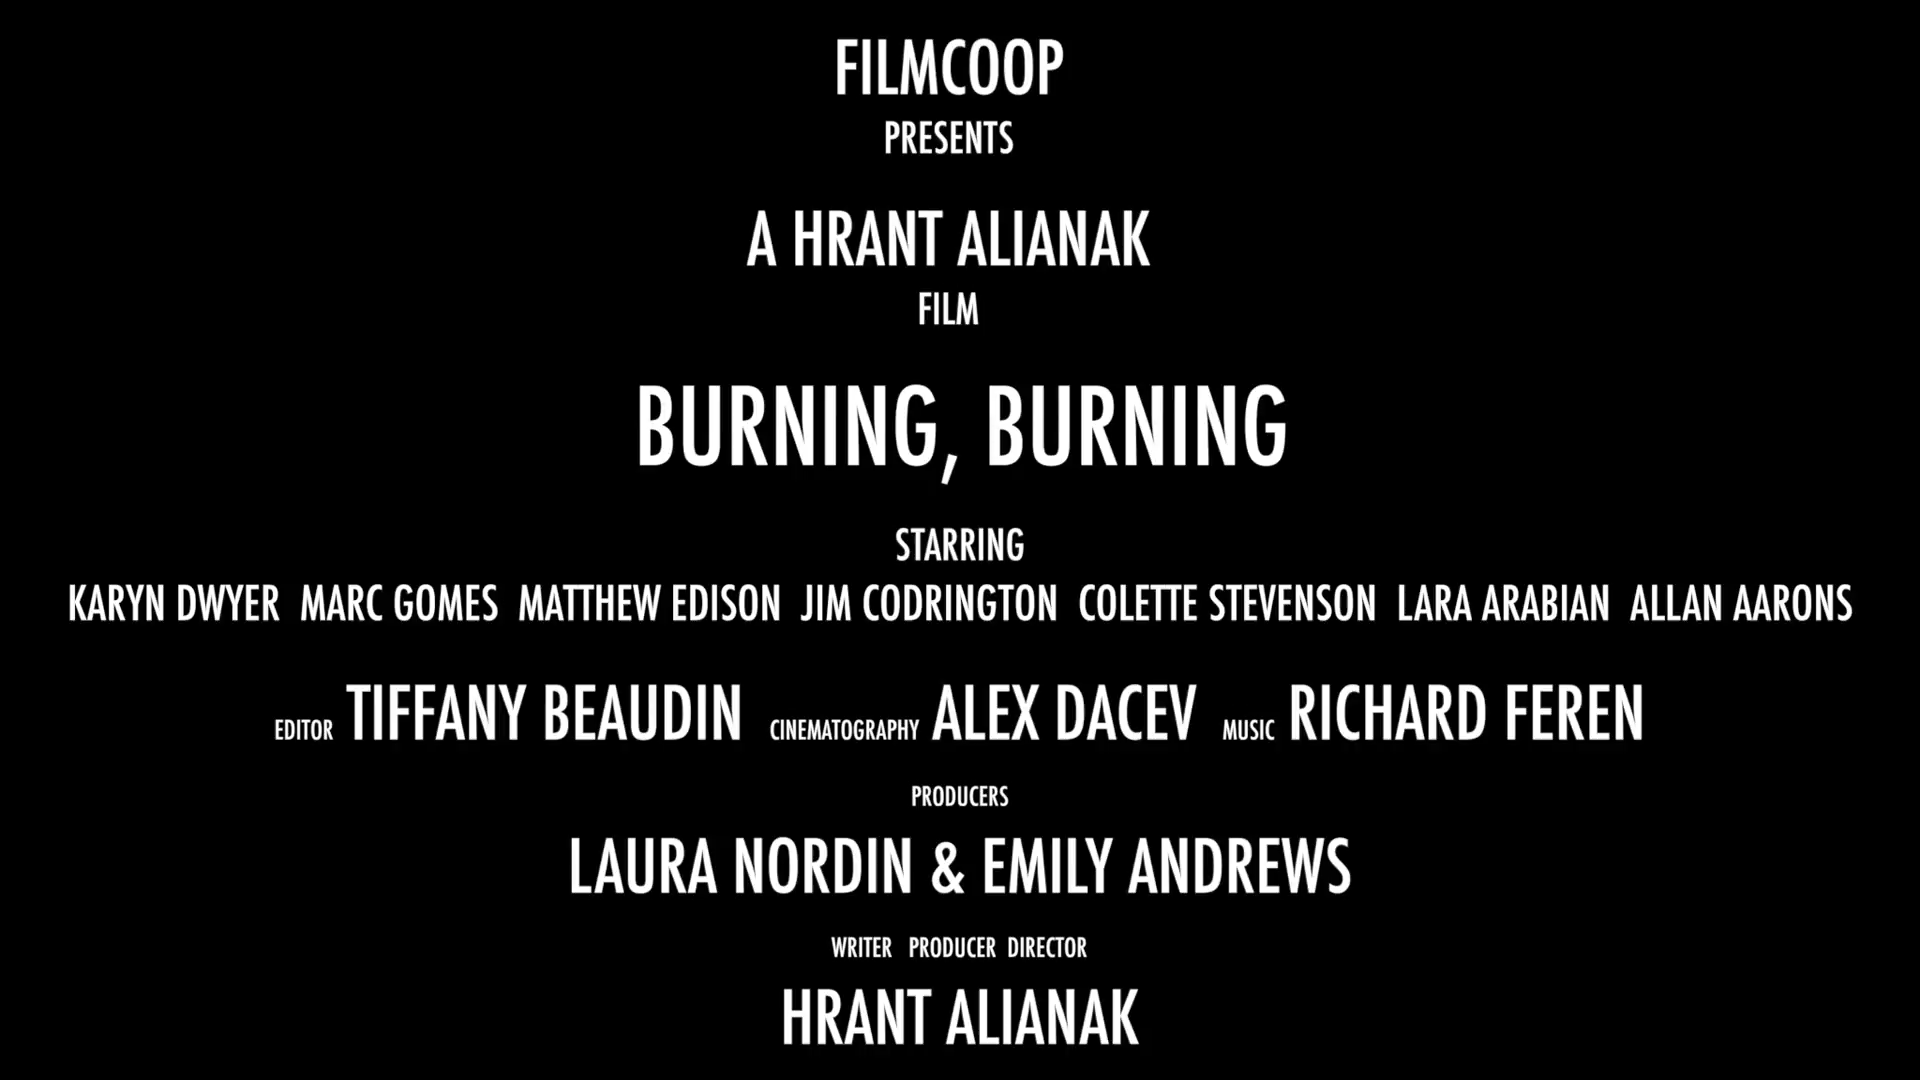 FILMCOOP
PRESENTS
A HRANT ALIANAK
FILM
BURNING, BURNING
STARRING
KARYN DWYER MARC GOMES MATTHEW EDISON JIM CODRINGTON COLETTE STEVENSON LARA ARABIAN ALLAN AARONS
EDITOR TIFFANY BEAUDIN CINEMATOGRAPHY ALEX DACEV MUSIC RICHARD FEREN
PRODUCERS
LAURA NORDIN & EMILY ANDREWS
WRITER PRODUCER DIRECTOR
HRANT ALIANAK